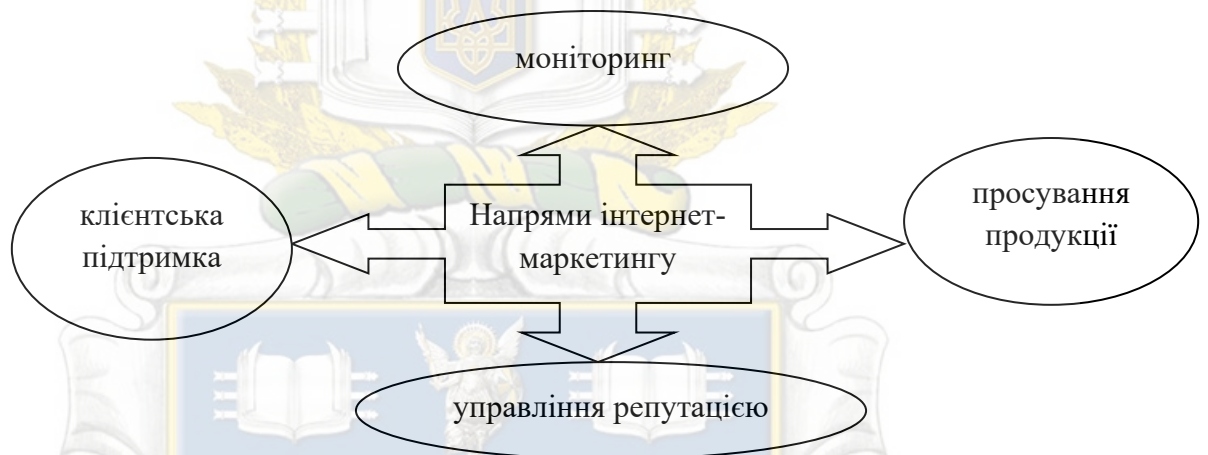 моніторинг
клієнтська
підтримка
Напрями інтернет-
маркетингу
просування
продукції
управління репутацією